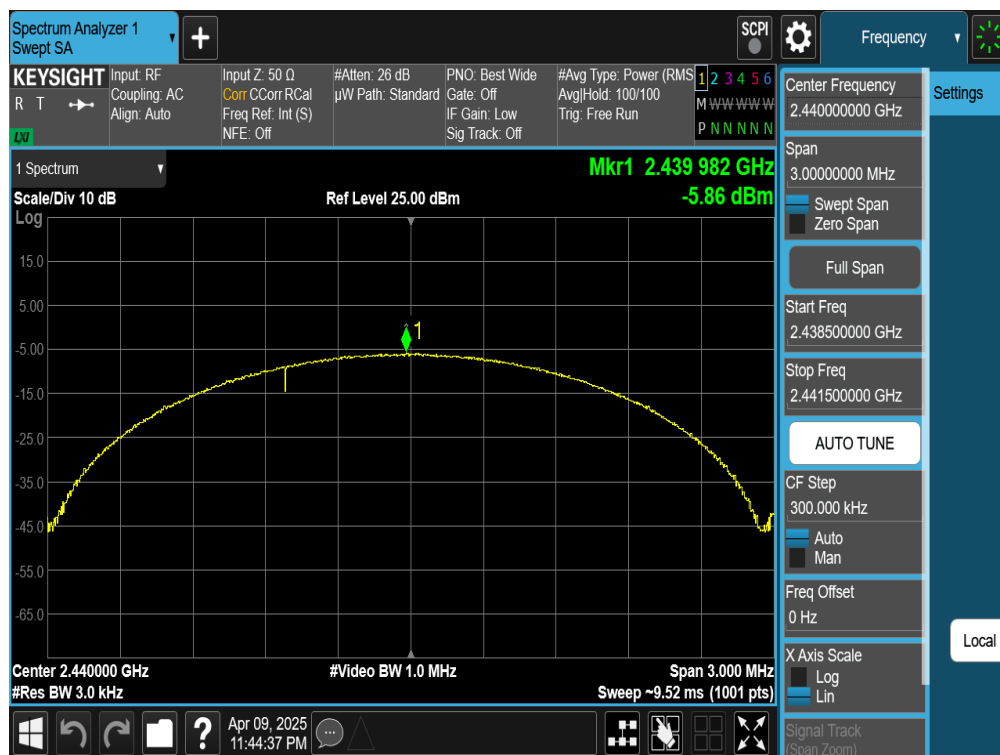 Spectrum Analyzer 1
Swept SA
+
SCPI
Frequency
KEYSIGHT
R T
LXI
Input: RF
Coupling: AC
Align: Auto
Input Z: 50 Ω
Corr CCorr RCal
Freq Ref: Int (S)
NFE: Off
#Atten: 26 dB
µW Path: Standard
PNO: Best Wide
Gate: Off
IF Gain: Low
Sig Track: Off
#Avg Type: Power (RMS
Avg|Hold: 100/100
Trig: Free Run
1 2 3 4 5 6
M W W W W W
P N N N N N
1 Spectrum
Mkr1 2.439 982 GHz
-5.86 dBm
Scale/Div 10 dB
Ref Level 25.00 dBm
Log
15.0
5.00
-5.00
-15.0
-25.0
-35.0
-45.0
-55.0
-65.0
1
Center 2.440000 GHz
#Video BW 1.0 MHz
Span 3.000 MHz
#Res BW 3.0 kHz
Sweep ~9.52 ms (1001 pts)
Center Frequency
2.440000000 GHz
Settings
Span
3.00000000 MHz
Swept Span
Zero Span
Full Span
Start Freq
2.438500000 GHz
Stop Freq
2.441500000 GHz
AUTO TUNE
CF Step
300.000 kHz
Auto
Man
Freq Offset
0 Hz
Local
X Axis Scale
Log
Lin
Signal Track
(Span Zoom)
?
Apr 09, 2025
11:44:37 PM